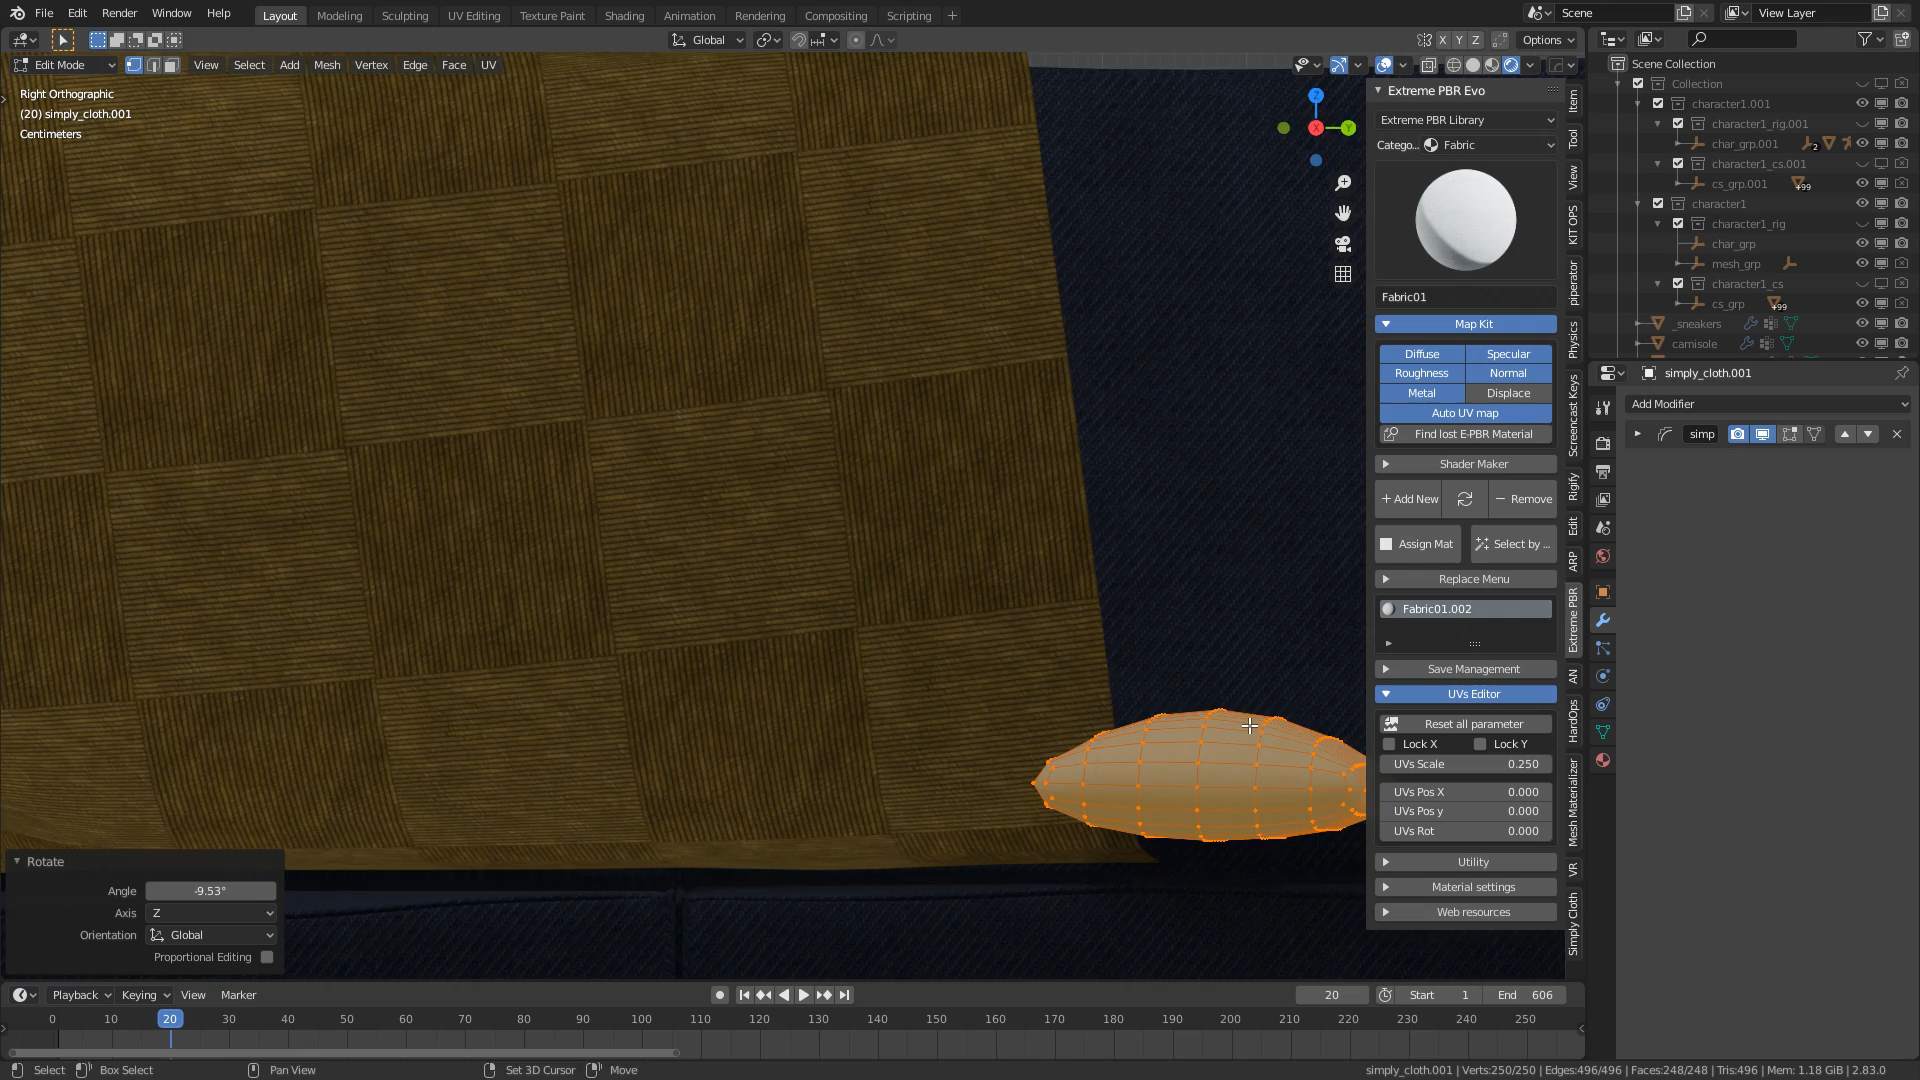 File Edit Render Window Help Layout Modeling Sculpting UV Editing Texture Paint Shading Animation Rendering Compositing Scripting + Scene View Layer
Global X Y Z Options
Edit Mode View Select Add Mesh Vertex Edge Face UV
Right Orthographic
(20) simply_cloth.001
Centimeters
Z
X
Y
Extreme PBR Evo
Extreme PBR Library
Catego... Fabric
Fabric01
Map Kit
Diffuse Specular
Roughness Normal
Metal Displace
Auto UV map
Find lost E-PBR Material
Shader Maker
+ Add New Remove
Assign Mat Select by ...
Replace Menu
Fabric01.002
Save Management
UVs Editor
Reset all parameter
Lock X Lock Y
UVs Scale 0.250
UVs Pos X 0.000
UVs Pos y 0.000
UVs Rot 0.000
Utility
Material settings
Web resources
Item
Tool
View
KIT OPS
piperator
Physics
Screencast Keys
Rigify
Edit
ARP
Extreme PBR
AN
HardOps
Mesh Materializer
VR
Simply Cloth
Scene Collection
Collection
character1.001
character1_rig.001
char_grp.001 2
character1_cs.001
cs_grp.001 +99
character1
character1_rig
char_grp
mesh_grp
character1_cs
cs_grp +99
_sneakers
camisole
simply_cloth.001
Add Modifier
simp
Rotate
Angle -9.53°
Axis Z
Orientation Global
Proportional Editing
Playback Keying View Marker 20 Start 1 End 606
0 10 20 30 40 50 60 70 80 90 100 110 120 130 140 150 160 170 180 190 200 210 220 230 240 250
Select Box Select Pan View Set 3D Cursor Move simply_cloth.001 | Verts:250/250 | Edges:496/496 | Faces:248/248 | Tris:496 | Mem: 1.18 GiB | 2.83.0